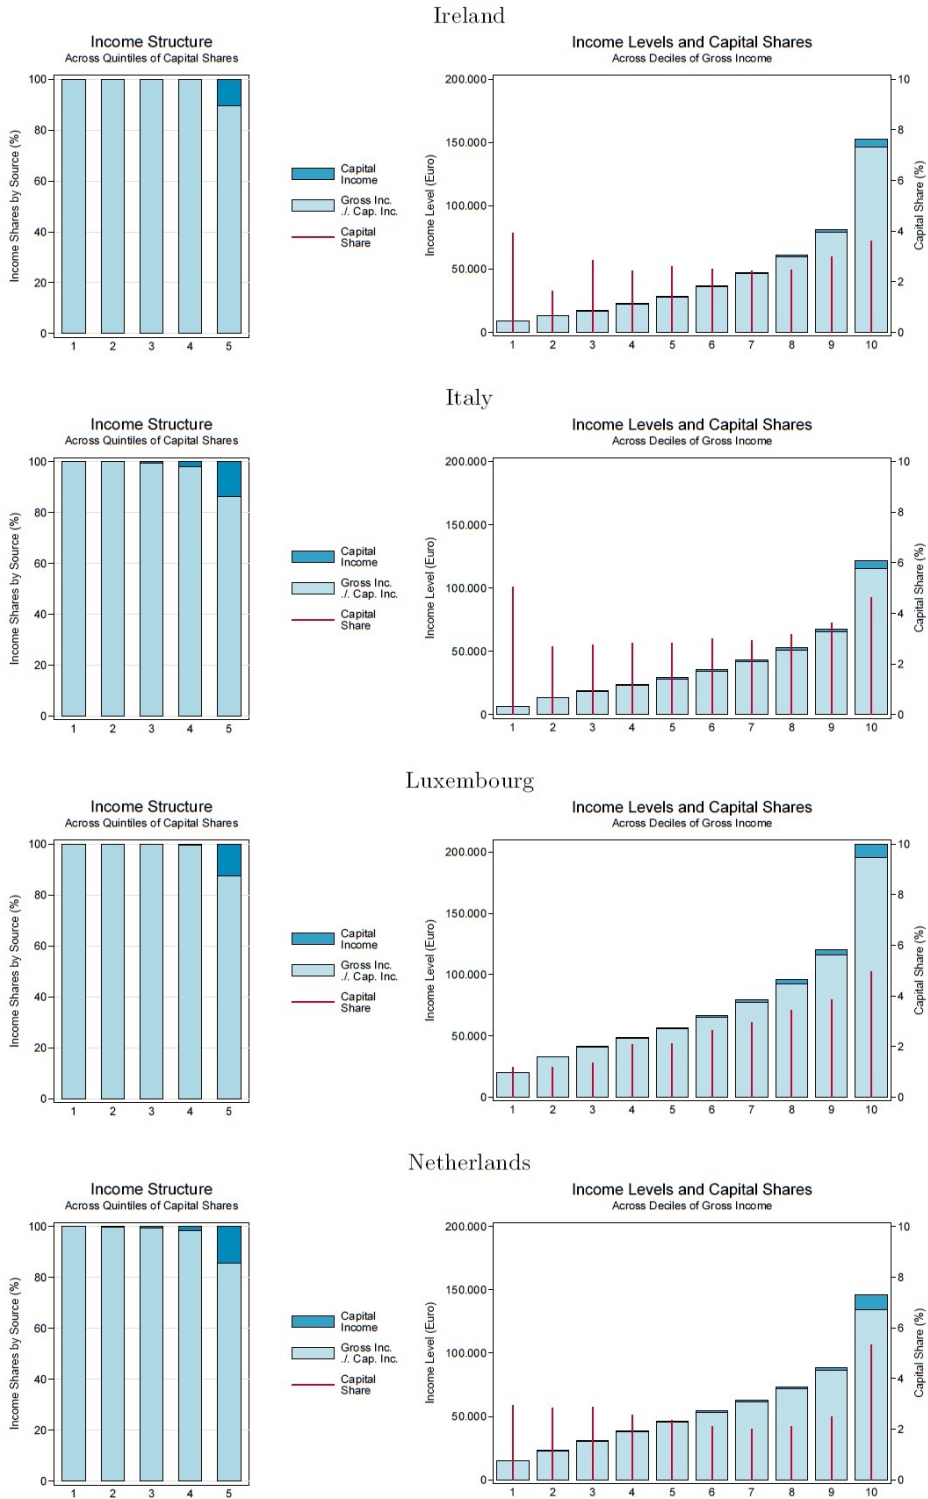 Ireland
Income Structure
Across Quintiles of Capital Shares
Income Shares by Source (%)
100
80
60
40
20
0
1 2 3 4 5
Capital
Income
Gross Inc.
./. Cap. Inc.
Capital
Share
Income Levels and Capital Shares
Across Deciles of Gross Income
Income Level (Euro)
200.000
150.000
100.000
50.000
0
1 2 3 4 5 6 7 8 9 10
10
8
6
4
2
0
Capital Share (%)
Italy
Income Structure
Across Quintiles of Capital Shares
Income Shares by Source (%)
100
80
60
40
20
0
1 2 3 4 5
Capital
Income
Gross Inc.
./. Cap. Inc.
Capital
Share
Income Levels and Capital Shares
Across Deciles of Gross Income
Income Level (Euro)
200.000
150.000
100.000
50.000
0
1 2 3 4 5 6 7 8 9 10
10
8
6
4
2
0
Capital Share (%)
Luxembourg
Income Structure
Across Quintiles of Capital Shares
Income Shares by Source (%)
100
80
60
40
20
0
1 2 3 4 5
Capital
Income
Gross Inc.
./. Cap. Inc.
Capital
Share
Income Levels and Capital Shares
Across Deciles of Gross Income
Income Level (Euro)
200.000
150.000
100.000
50.000
0
1 2 3 4 5 6 7 8 9 10
10
8
6
4
2
0
Capital Share (%)
Netherlands
Income Structure
Across Quintiles of Capital Shares
Income Shares by Source (%)
100
80
60
40
20
0
1 2 3 4 5
Capital
Income
Gross Inc.
./. Cap. Inc.
Capital
Share
Income Levels and Capital Shares
Across Deciles of Gross Income
Income Level (Euro)
200.000
150.000
100.000
50.000
0
1 2 3 4 5 6 7 8 9 10
10
8
6
4
2
0
Capital Share (%)